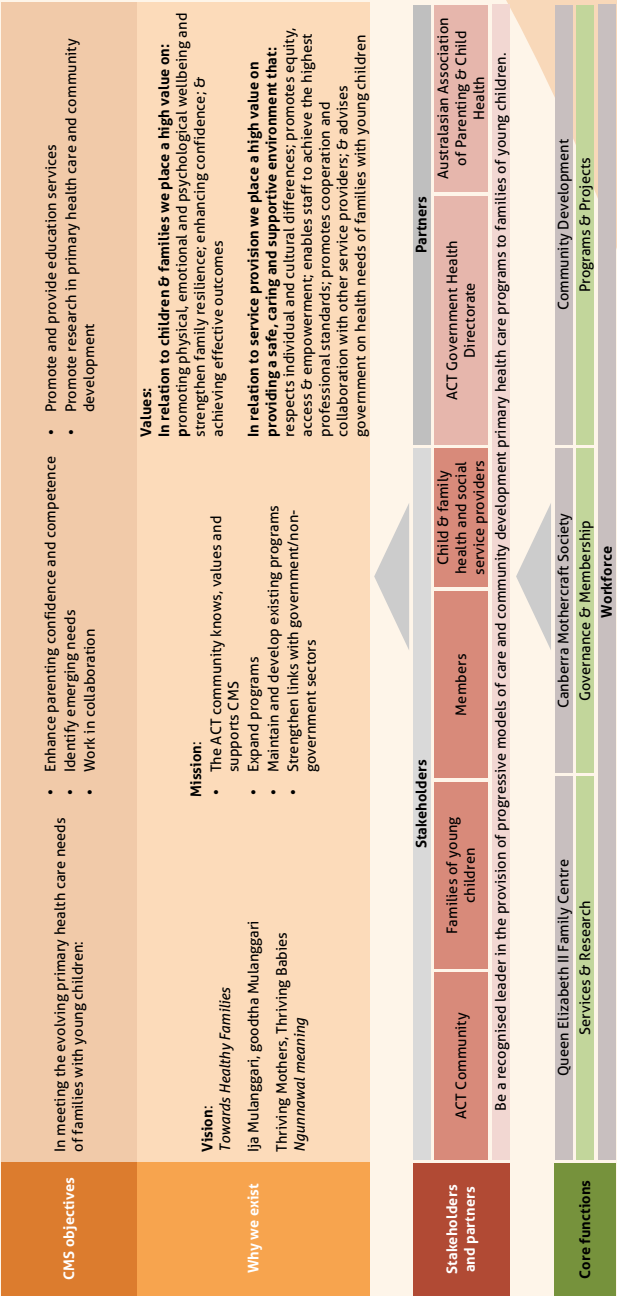 CMS objectives
In meeting the evolving primary health care needs
of families with young children:
• Enhance parenting confidence and competence
• Identify emerging needs
• Work in collaboration
• Promote and provide education services
• Promote research in primary health care and community
development
Why we exist
Vision:
Towards Healthy Families
Ija Mulanggari, goodtha Mulanggari
Thriving Mothers, Thriving Babies
Ngunnawal meaning
Mission:
• The ACT community knows, values and
supports CMS
• Expand programs
• Maintain and develop existing programs
• Strengthen links with government/non-
government sectors
Values:
In relation to children & families we place a high value on:
promoting physical, emotional and psychological wellbeing and
strengthen family resilience; enhancing confidence; &
achieving effective outcomes
In relation to service provision we place a high value on
providing a safe, caring and supportive environment that:
respects individual and cultural differences; promotes equity,
access & empowerment; enables staff to achieve the highest
professional standards; promotes cooperation and
collaboration with other service providers; & advises
government on health needs of families with young children
Stakeholders
and partners
Stakeholders
Partners
ACT Community
Families of young
children
Members
Child & family
health and social
service providers
ACT Government Health
Directorate
Australasian Association
of Parenting & Child
Health
Be a recognised leader in the provision of progressive models of care and community development primary health care programs to families of young children.
Core functions
Queen Elizabeth II Family Centre
Canberra Mothercraft Society
Community Development
Services & Research
Governance & Membership
Programs & Projects
Workforce